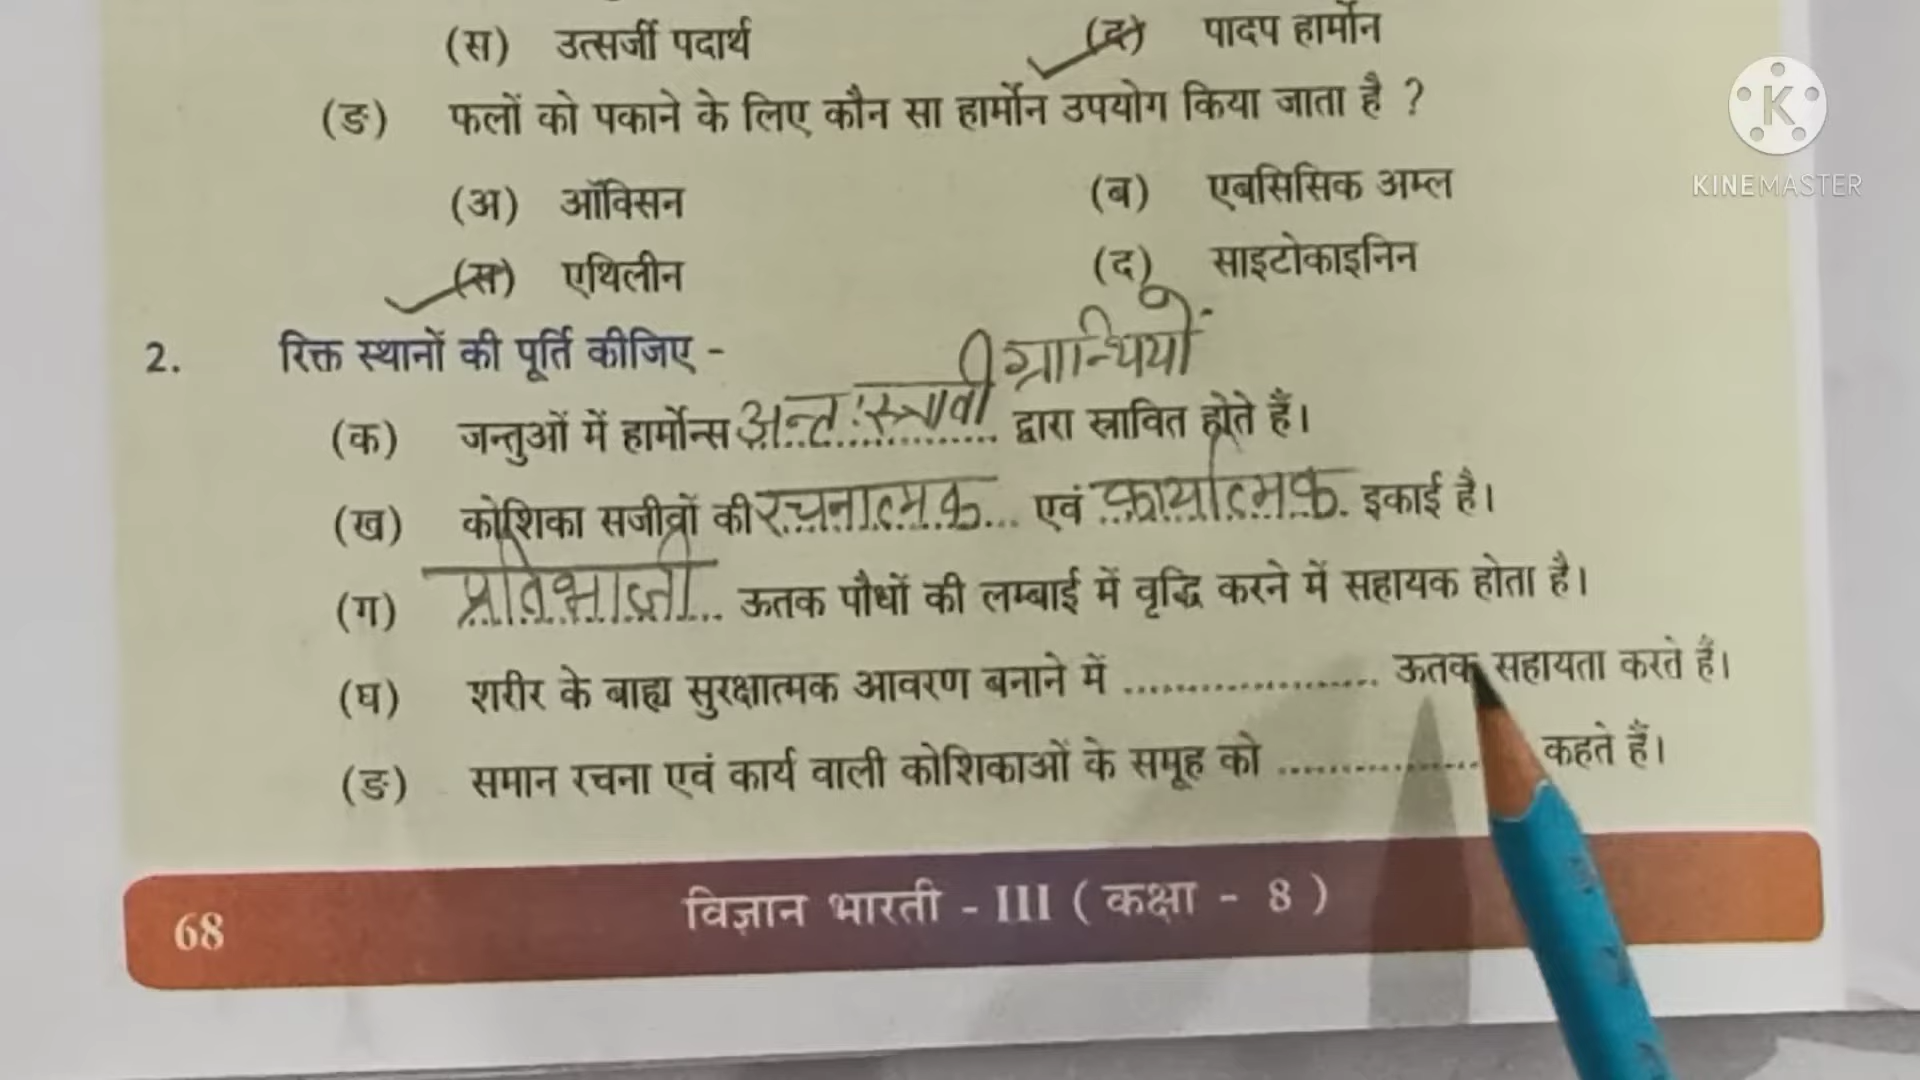 (स) उत्सर्जी पदार्थ (द) पादप हार्मोन
(ङ) फलों को पकाने के लिए कौन सा हार्मोन उपयोग किया जाता है ?
KINEMASTER
(अ) ऑक्सिन (ब) एबसिसिक अम्ल
(स) एथिलीन (द) साइटोकाइनिन
2. रिक्त स्थानों की पूर्ति कीजिए -
ग्रान्थियों
(क) जन्तुओं में हार्मोन्स अन्तःस्त्रावी द्वारा स्रावित होते हैं।
(ख) कोशिका सजीवों की रचनात्मक एवं कार्यात्मक इकाई है।
(ग) ऊतक पौधों की लम्बाई में वृद्धि करने में सहायक होता है।
(घ) शरीर के बाह्य सुरक्षात्मक आवरण बनाने में .................... ऊतक सहायता करते हैं।
(ङ) समान रचना एवं कार्य वाली कोशिकाओं के समूह को ................ कहते हैं।
68 विज्ञान भारती - III ( कक्षा - 8 )